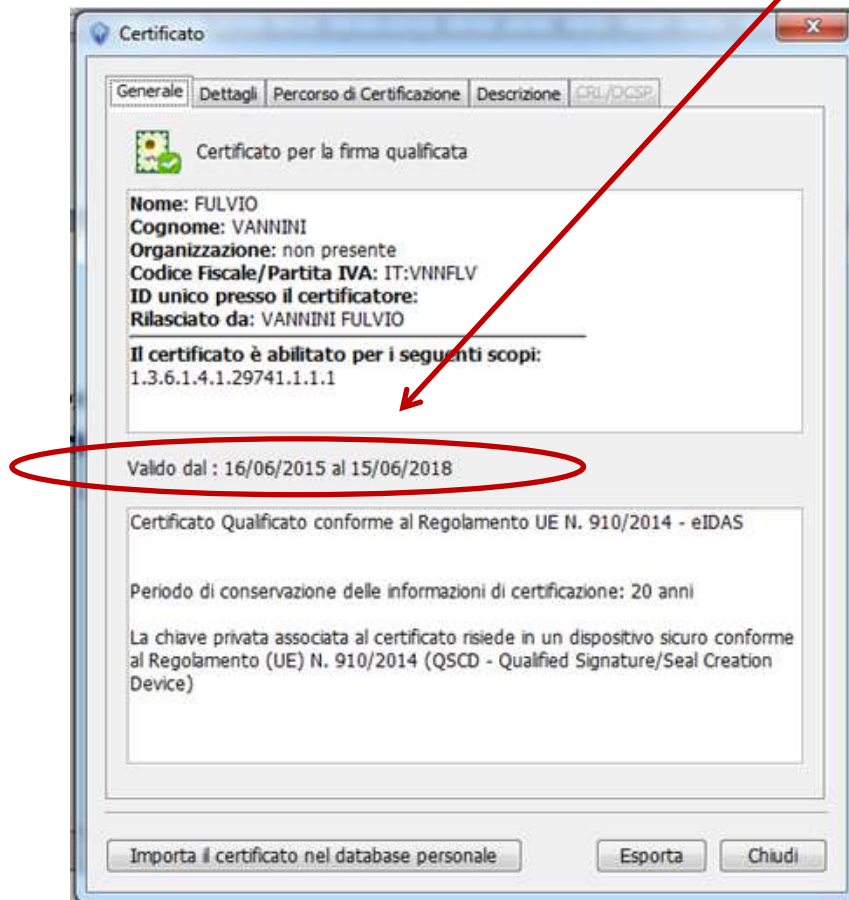 Certificato
Generale Dettagli Percorso di Certificazione Descrizione CRL/OCSP
Certificato per la firma qualificata
Nome: FULVIO
Cognome: VANNINI
Organizzazione: non presente
Codice Fiscale/Partita IVA: IT:VNNFLV
ID unico presso il certificatore:
Rilasciato da: VANNINI FULVIO
Il certificato è abilitato per i seguenti scopi:
1.3.6.1.4.1.29741.1.1.1
Valido dal : 16/06/2015 al 15/06/2018
Certificato Qualificato conforme al Regolamento UE N. 910/2014 - eIDAS
Periodo di conservazione delle informazioni di certificazione: 20 anni
La chiave privata associata al certificato risiede in un dispositivo sicuro conforme
al Regolamento (UE) N. 910/2014 (QSCD - Qualified Signature/Seal Creation
Device)
Importa il certificato nel database personale Esporta Chiudi